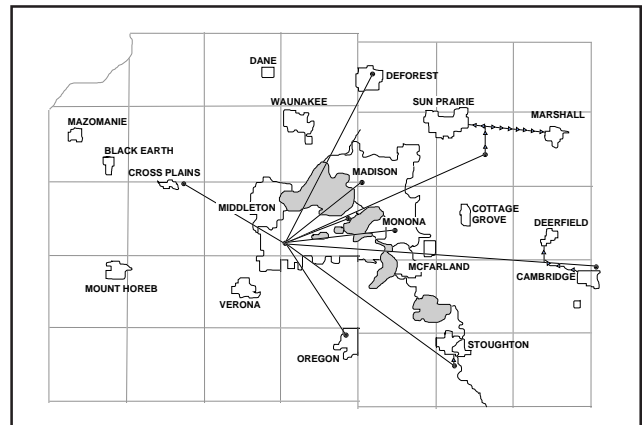 DANE
DEFOREST
WAUNAKEE
SUN PRAIRIE
MARSHALL
MAZOMANIE
BLACK EARTH
CROSS PLAINS
MADISON
MIDDLETON
MONONA
COTTAGE
GROVE
DEERFIELD
MCFARLAND
CAMBRIDGE
MOUNT HOREB
VERONA
STOUGHTON
OREGON